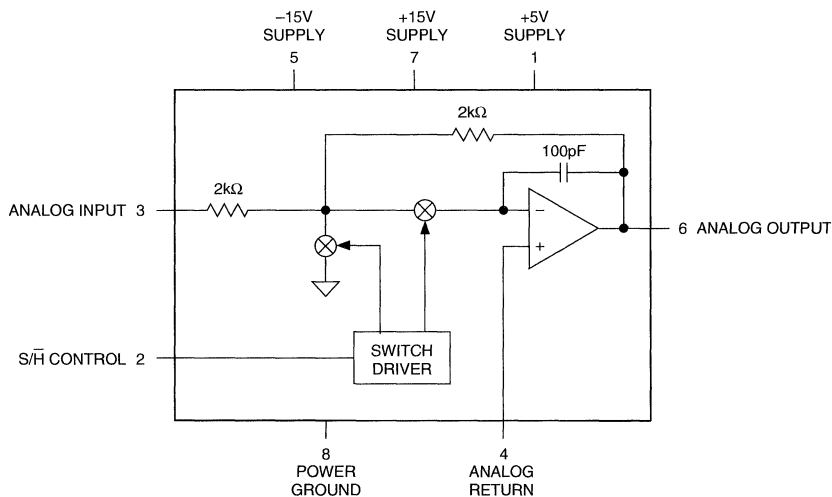 –15V
SUPPLY
5
+15V
SUPPLY
7
+5V
SUPPLY
1
2kΩ
100pF
2kΩ
ANALOG INPUT 3
–
+
6 ANALOG OUTPUT
S/H̅ CONTROL 2
SWITCH
DRIVER
8
POWER
GROUND
4
ANALOG
RETURN